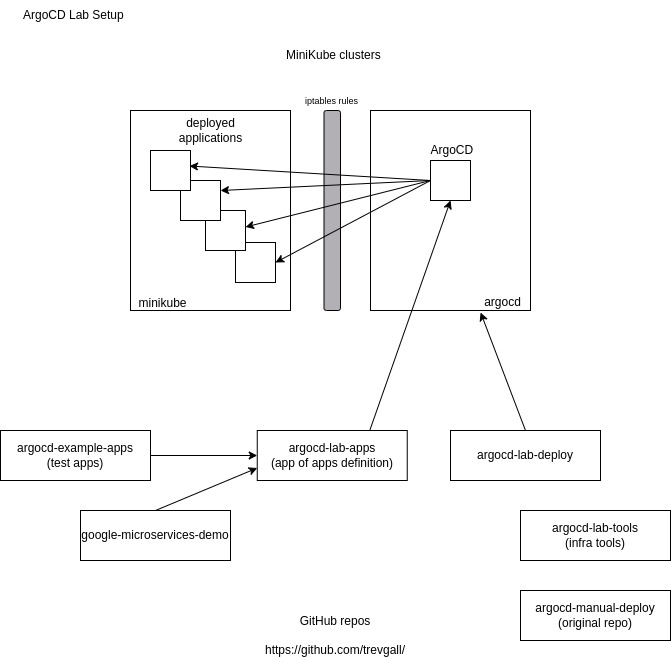 ArgoCD Lab Setup
MiniKube clusters
iptables rules
deployed
applications
ArgoCD
minikube
argocd
argocd-example-apps
(test apps)
argocd-lab-apps
(app of apps definition)
argocd-lab-deploy
google-microservices-demo
argocd-lab-tools
(infra tools)
argocd-manual-deploy
(original repo)
GitHub repos
https://github.com/trevgall/